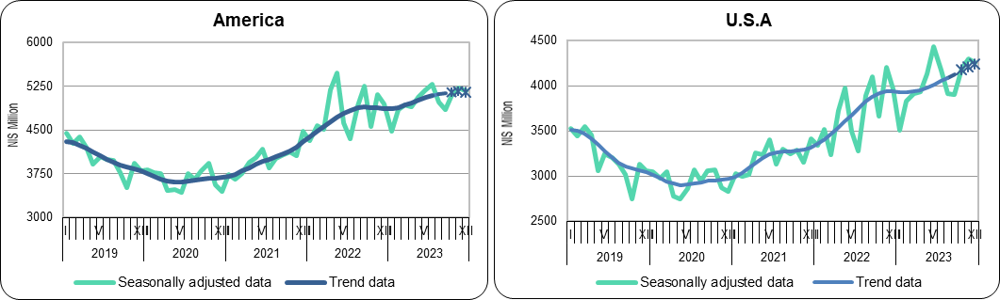 America
6000
5250
4500
3750
3000
NIS Million
I V XII I V XII I V XII I V XII I V XII
2019 2020 2021 2022 2023
Seasonally adjusted data Trend data
U.S.A
4500
4000
3500
3000
2500
NIS Million
I V XII I V XII I V XII I V XII I V XII
2019 2020 2021 2022 2023
Seasonally adjusted data Trend data